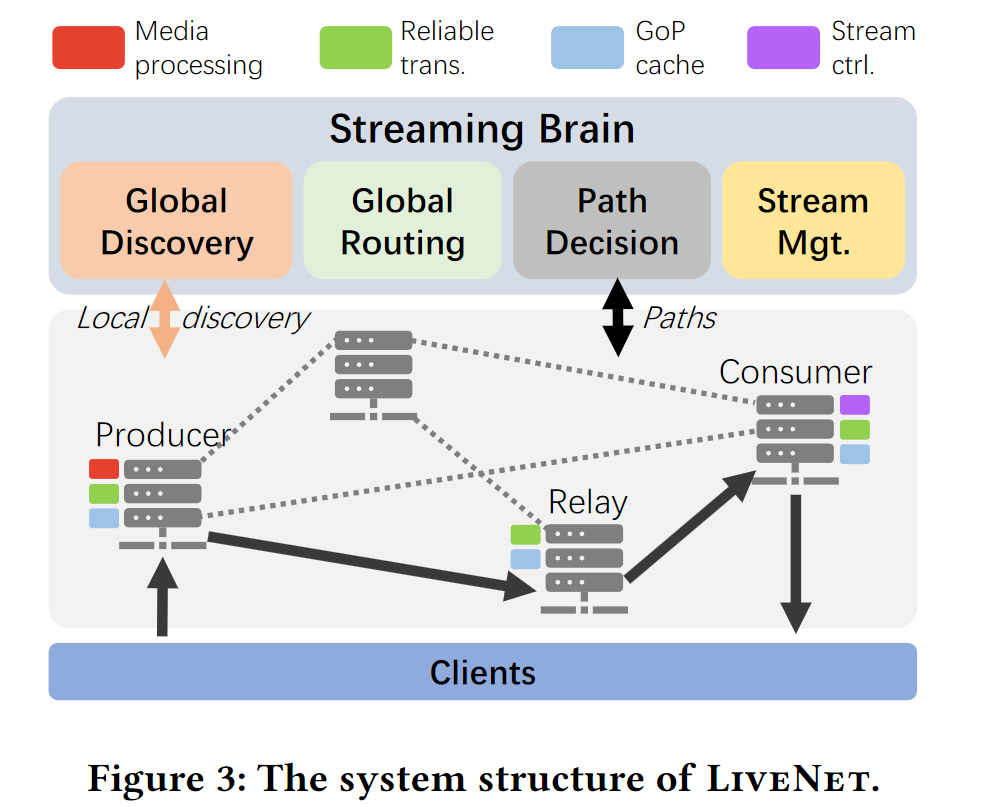 Media
processing
Reliable
trans.
GoP
cache
Stream
ctrl.
Streaming Brain
Global
Discovery
Global
Routing
Path
Decision
Stream
Mgt.
Local discovery
Paths
Consumer
Producer
Relay
Clients
Figure 3: The system structure of LIVENET.